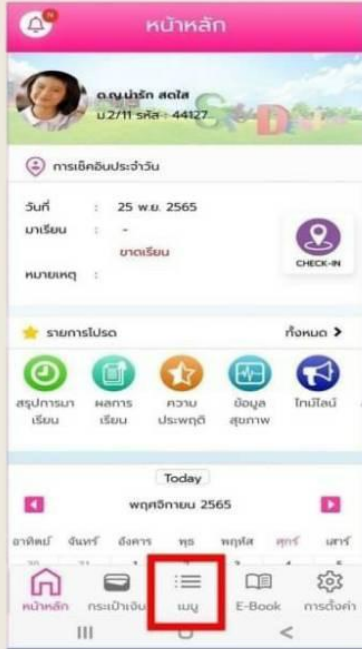 N
หน้าหลัก
ด.ญ.น่ารัก สดใส
ม.2/11 รหัส : 44127
การเช็คอินประจำวัน
วันที่ : 25 พ.ย. 2565
มาเรียน : -
ขาดเรียน
CHECK-IN
หมายเหตุ :
รายการโปรด ทั้งหมด >
สรุปการมาเรียน ผลการเรียน ความประพฤติ ข้อมูลสุขภาพ ไทม์ไลน์
Today
พฤศจิกายน 2565
อาทิตย์ จันทร์ อังคาร พุธ พฤหัส ศุกร์ เสาร์
หน้าหลัก กระเป๋าเงิน เมนู E-Book การตั้งค่า